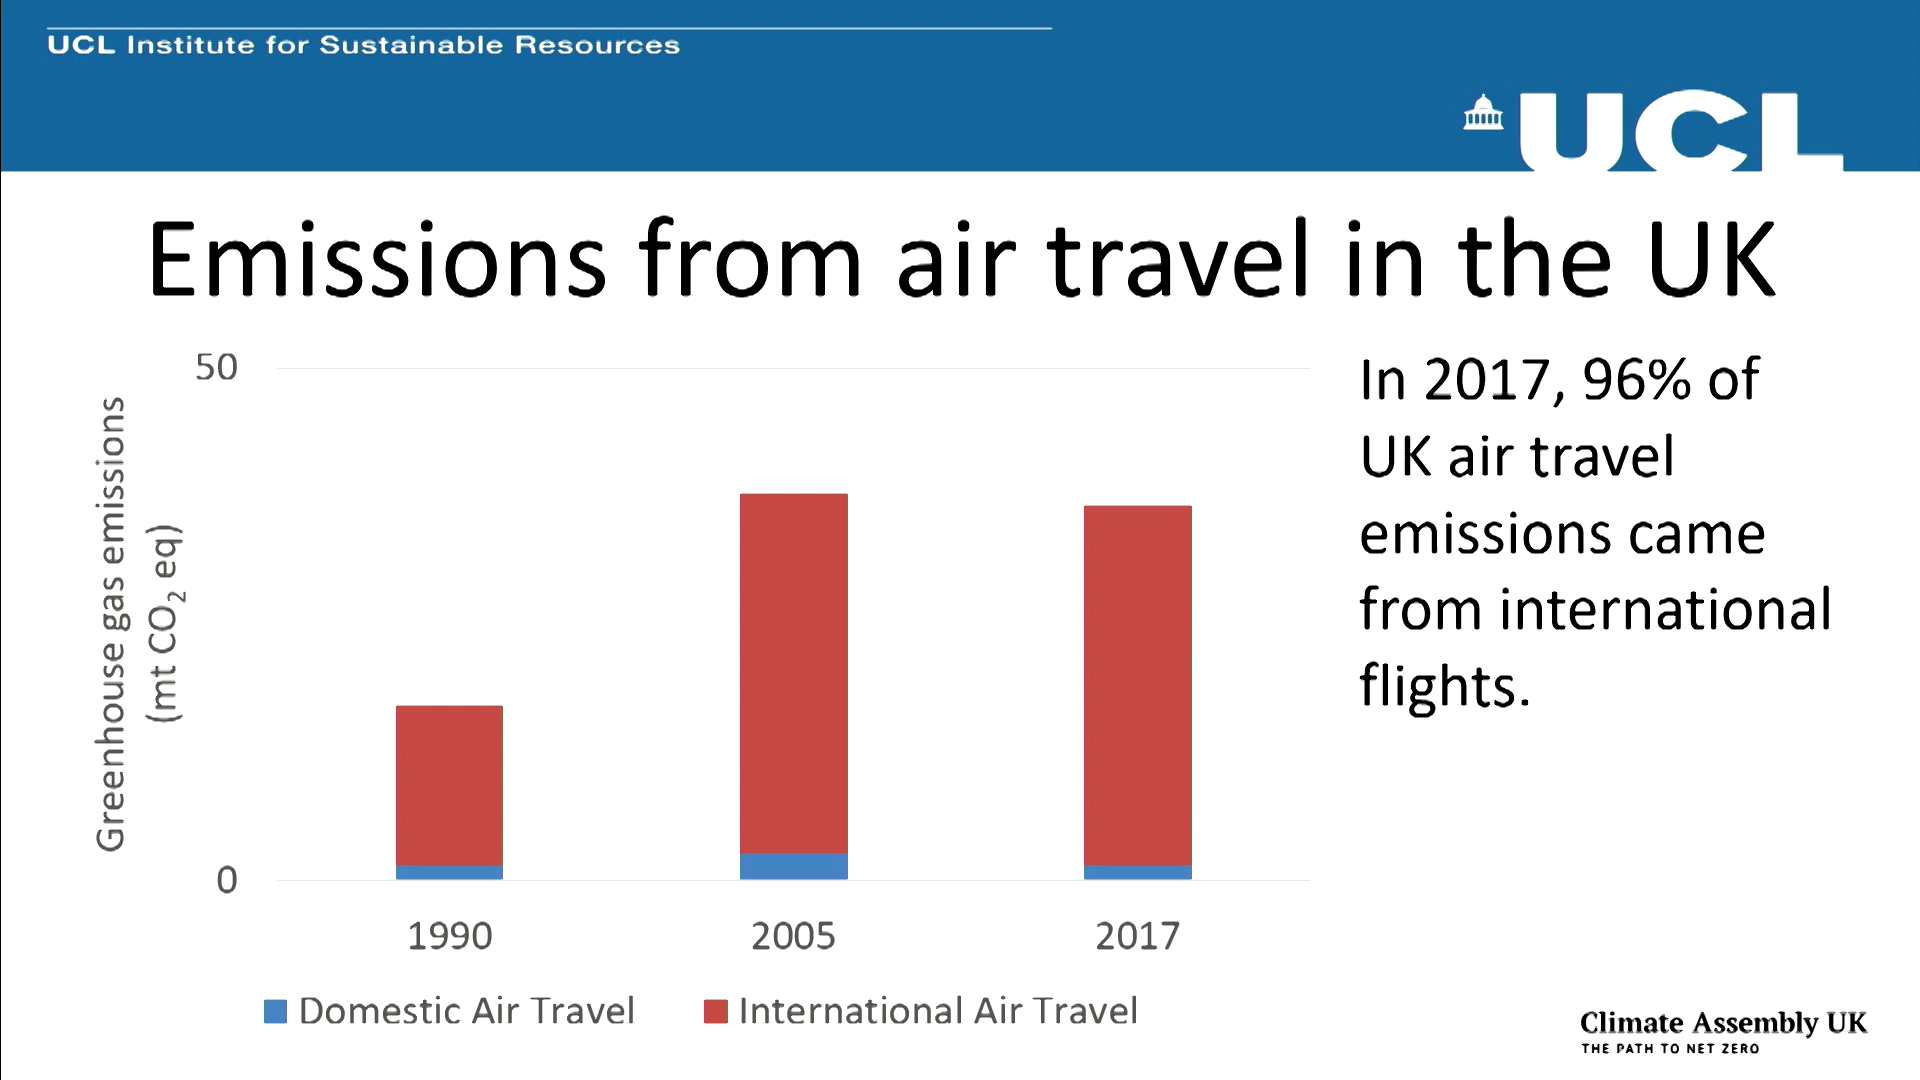 UCL Institute for Sustainable Resources
UCL
Emissions from air travel in the UK
50
Greenhouse gas emissions
(mt CO₂ eq)
0
1990
2005
2017
Domestic Air Travel
International Air Travel
In 2017, 96% of
UK air travel
emissions came
from international
flights.
Climate Assembly UK
THE PATH TO NET ZERO